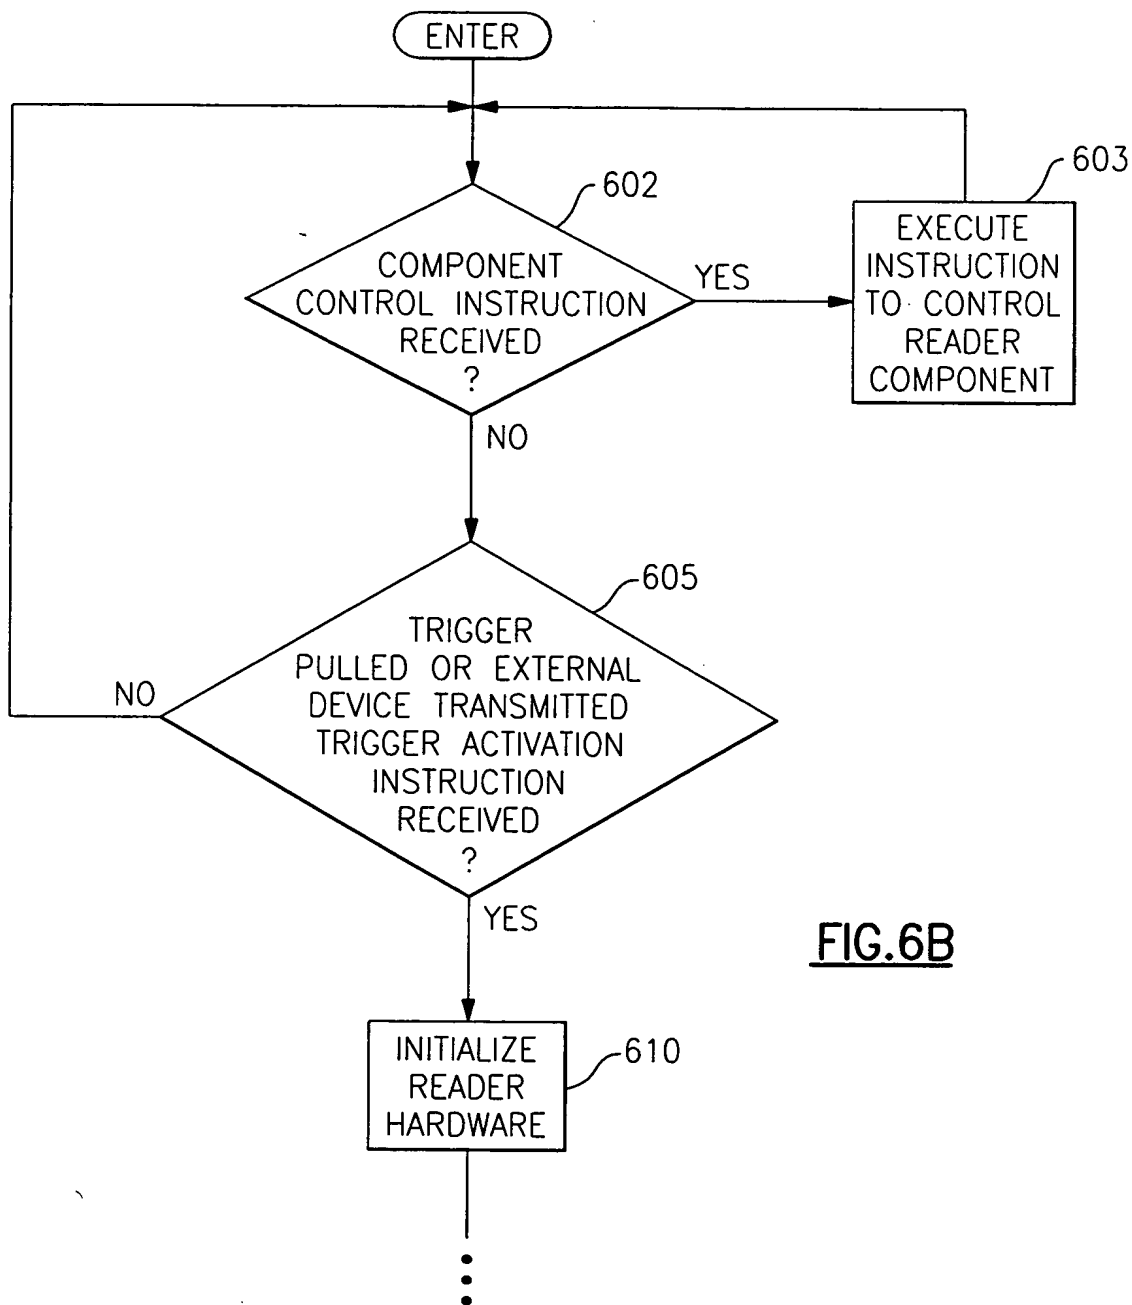 ENTER
602
COMPONENT
CONTROL INSTRUCTION
RECEIVED
?
YES
NO
603
EXECUTE
INSTRUCTION
TO CONTROL
READER
COMPONENT
605
TRIGGER
PULLED OR EXTERNAL
DEVICE TRANSMITTED
TRIGGER ACTIVATION
INSTRUCTION
RECEIVED
?
NO
YES
FIG.6B
INITIALIZE
READER
HARDWARE
610